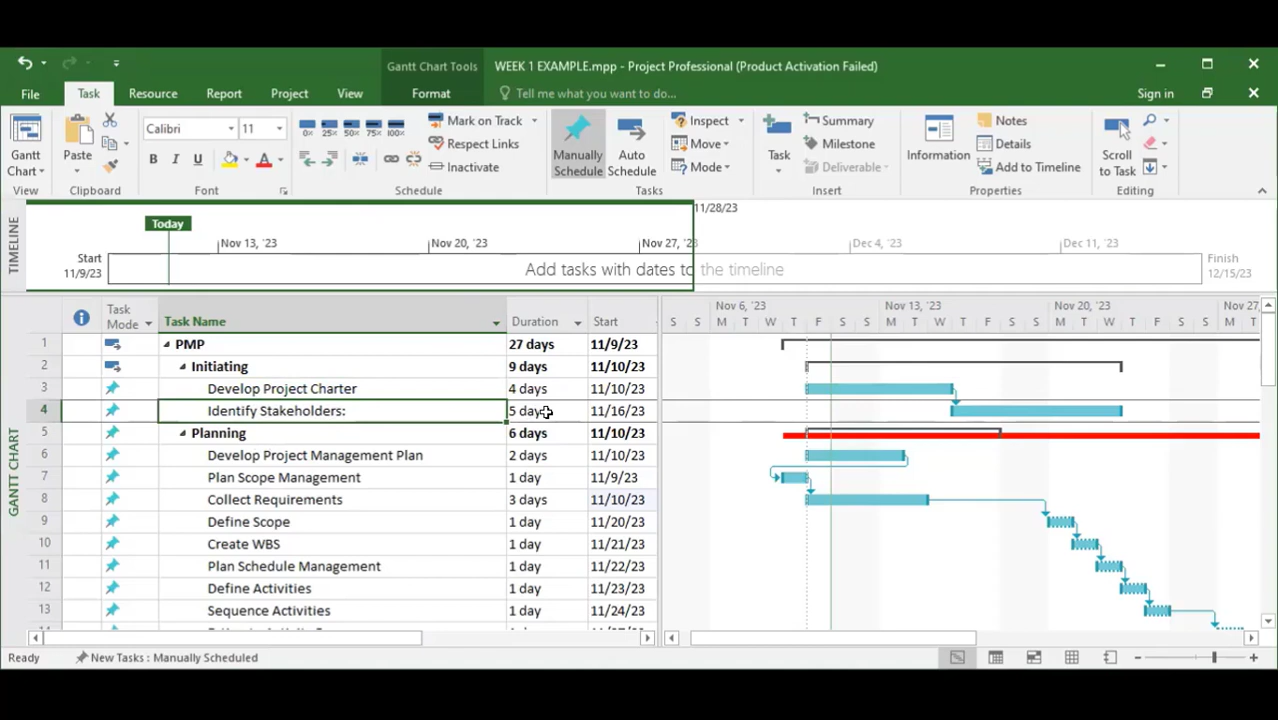 Gantt Chart Tools WEEK 1 EXAMPLE.mpp - Project Professional (Product Activation Failed)
File Task Resource Report Project View Format Tell me what you want to do... Sign in
Calibri 11 0× 25× 50× 75× 100× Mark on Track Inspect Summary Notes
Gantt Chart Paste B I U A Respect Links Manually Schedule Auto Schedule Move Task Milestone Information Details Scroll to Task
Inactivate Mode Deliverable Add to Timeline
View Clipboard Font Schedule Tasks Insert Properties Editing
11/28/23
Today
TIMELINE
Nov 13, '23 Nov 20, '23 Nov 27, '23 Dec 4, '23 Dec 11, '23
Start 11/9/23
Add tasks with dates to the timeline
Finish 12/15/23
Task Mode Task Name Duration Start
Nov 6, '23 Nov 13, '23 Nov 20, '23 Nov 27
S S M T W T F S S M T W T F S S M T W T F S S M T
1 PMP 27 days 11/9/23
2 Initiating 9 days 11/10/23
3 Develop Project Charter 4 days 11/10/23
4 Identify Stakeholders: 5 days 11/16/23
5 Planning 6 days 11/10/23
6 Develop Project Management Plan 2 days 11/10/23
7 Plan Scope Management 1 day 11/9/23
8 Collect Requirements 3 days 11/10/23
9 Define Scope 1 day 11/20/23
10 Create WBS 1 day 11/21/23
11 Plan Schedule Management 1 day 11/22/23
12 Define Activities 1 day 11/23/23
13 Sequence Activities 1 day 11/24/23
GANTT CHART
Ready New Tasks : Manually Scheduled